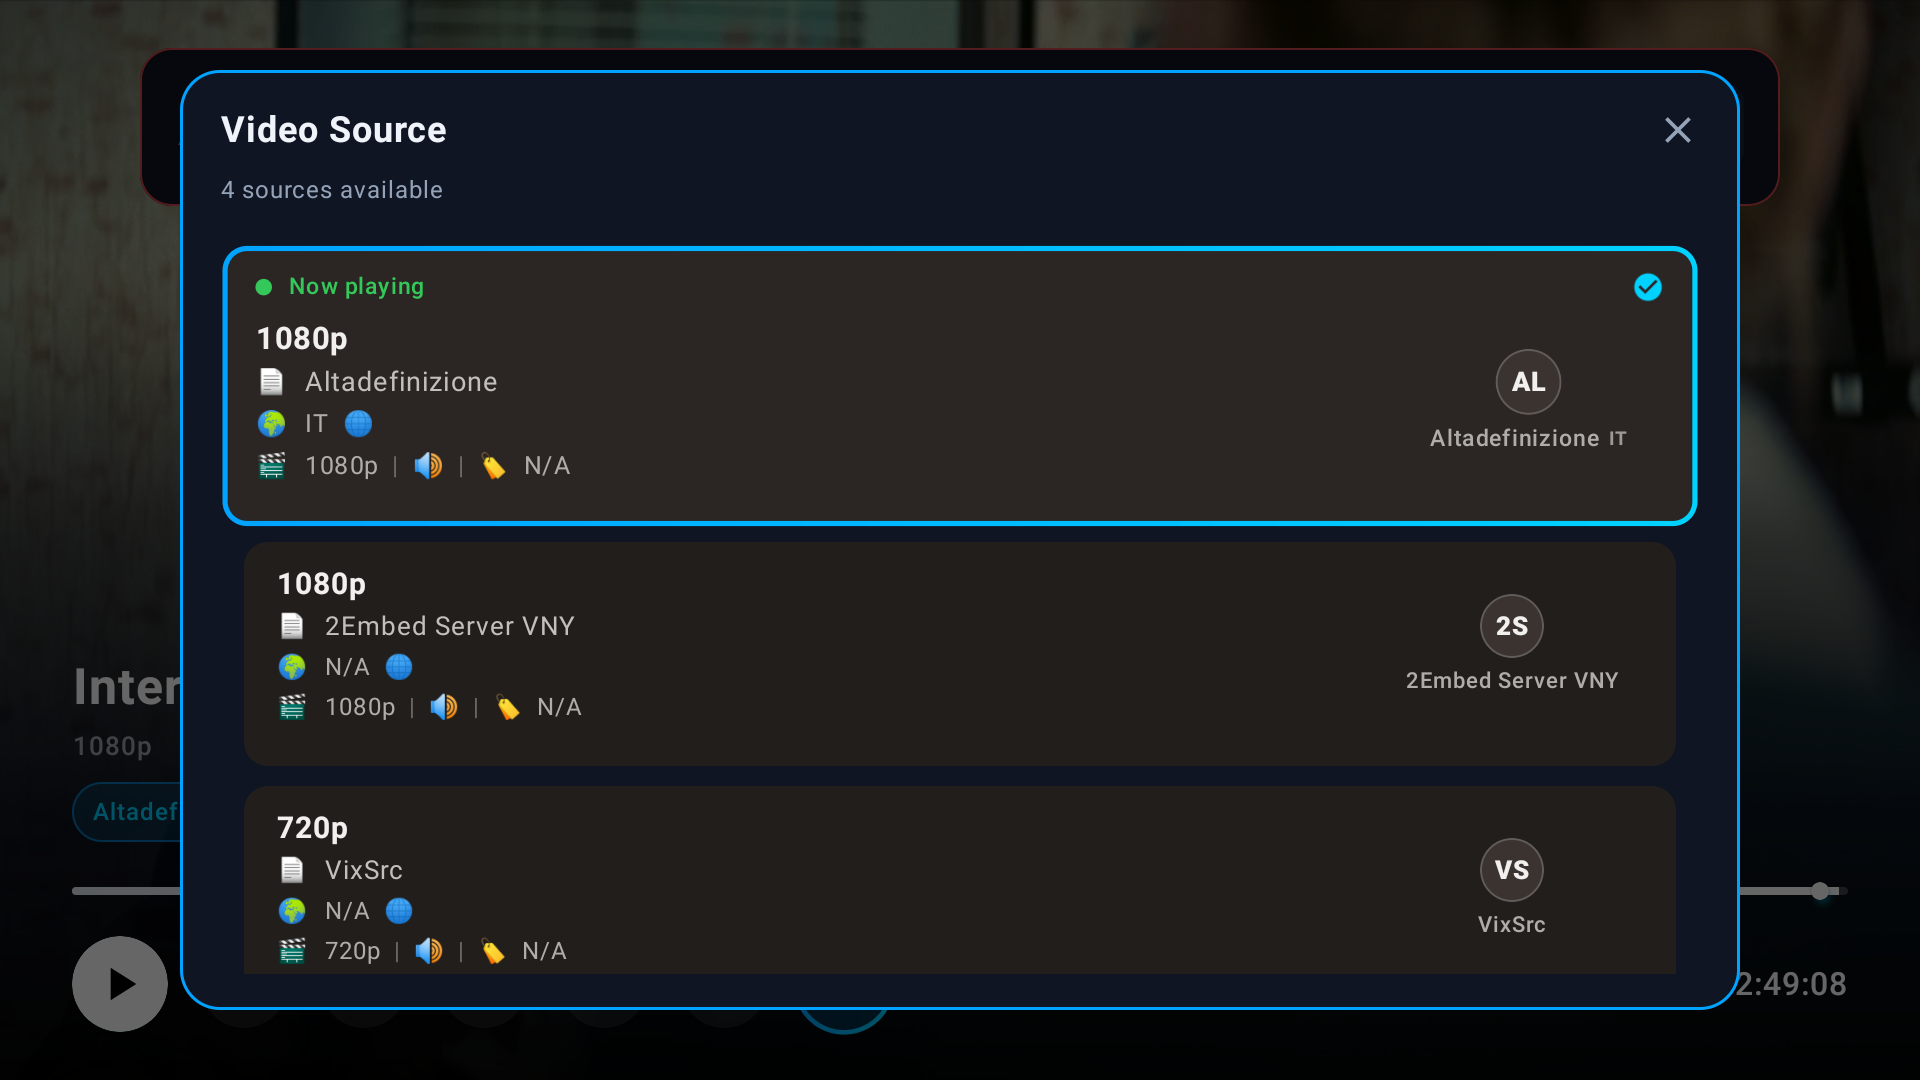 Video Source
4 sources available
Now playing
1080p
Altadefinizione
IT
1080p | | N/A
AL
Altadefinizione IT
1080p
2Embed Server VNY
N/A
1080p | | N/A
2S
2Embed Server VNY
720p
VixSrc
N/A
720p | | N/A
VS
VixSrc
Inter
1080p
Altadef
2:49:08